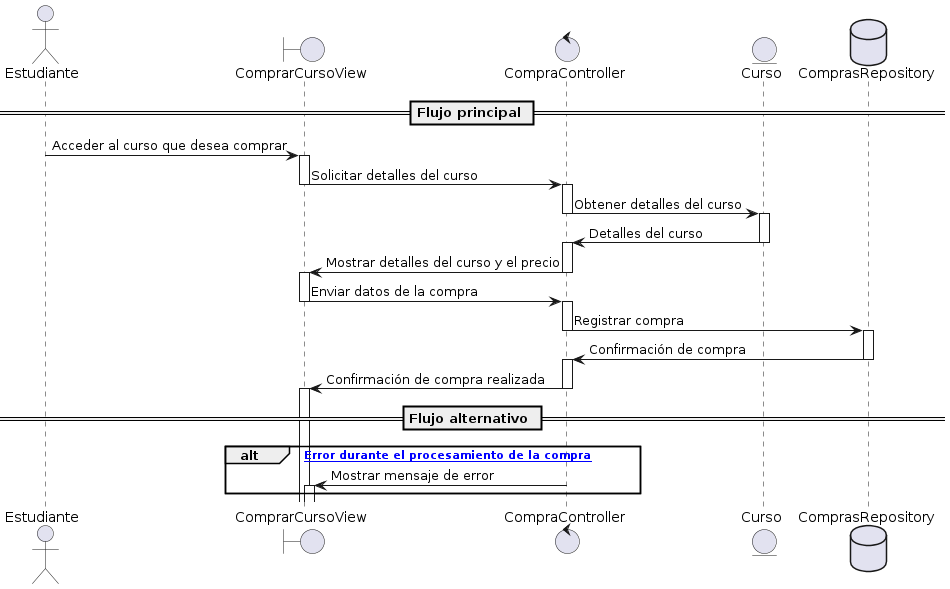 Estudiante
ComprarCursoView
CompraController
Curso
ComprasRepository
Flujo principal
Acceder al curso que desea comprar
Solicitar detalles del curso
Obtener detalles del curso
Detalles del curso
Mostrar detalles del curso y el precio
Enviar datos de la compra
Registrar compra
Confirmación de compra
Confirmación de compra realizada
Flujo alternativo
alt
Error durante el procesamiento de la compra
Mostrar mensaje de error
Estudiante
ComprarCursoView
CompraController
Curso
ComprasRepository